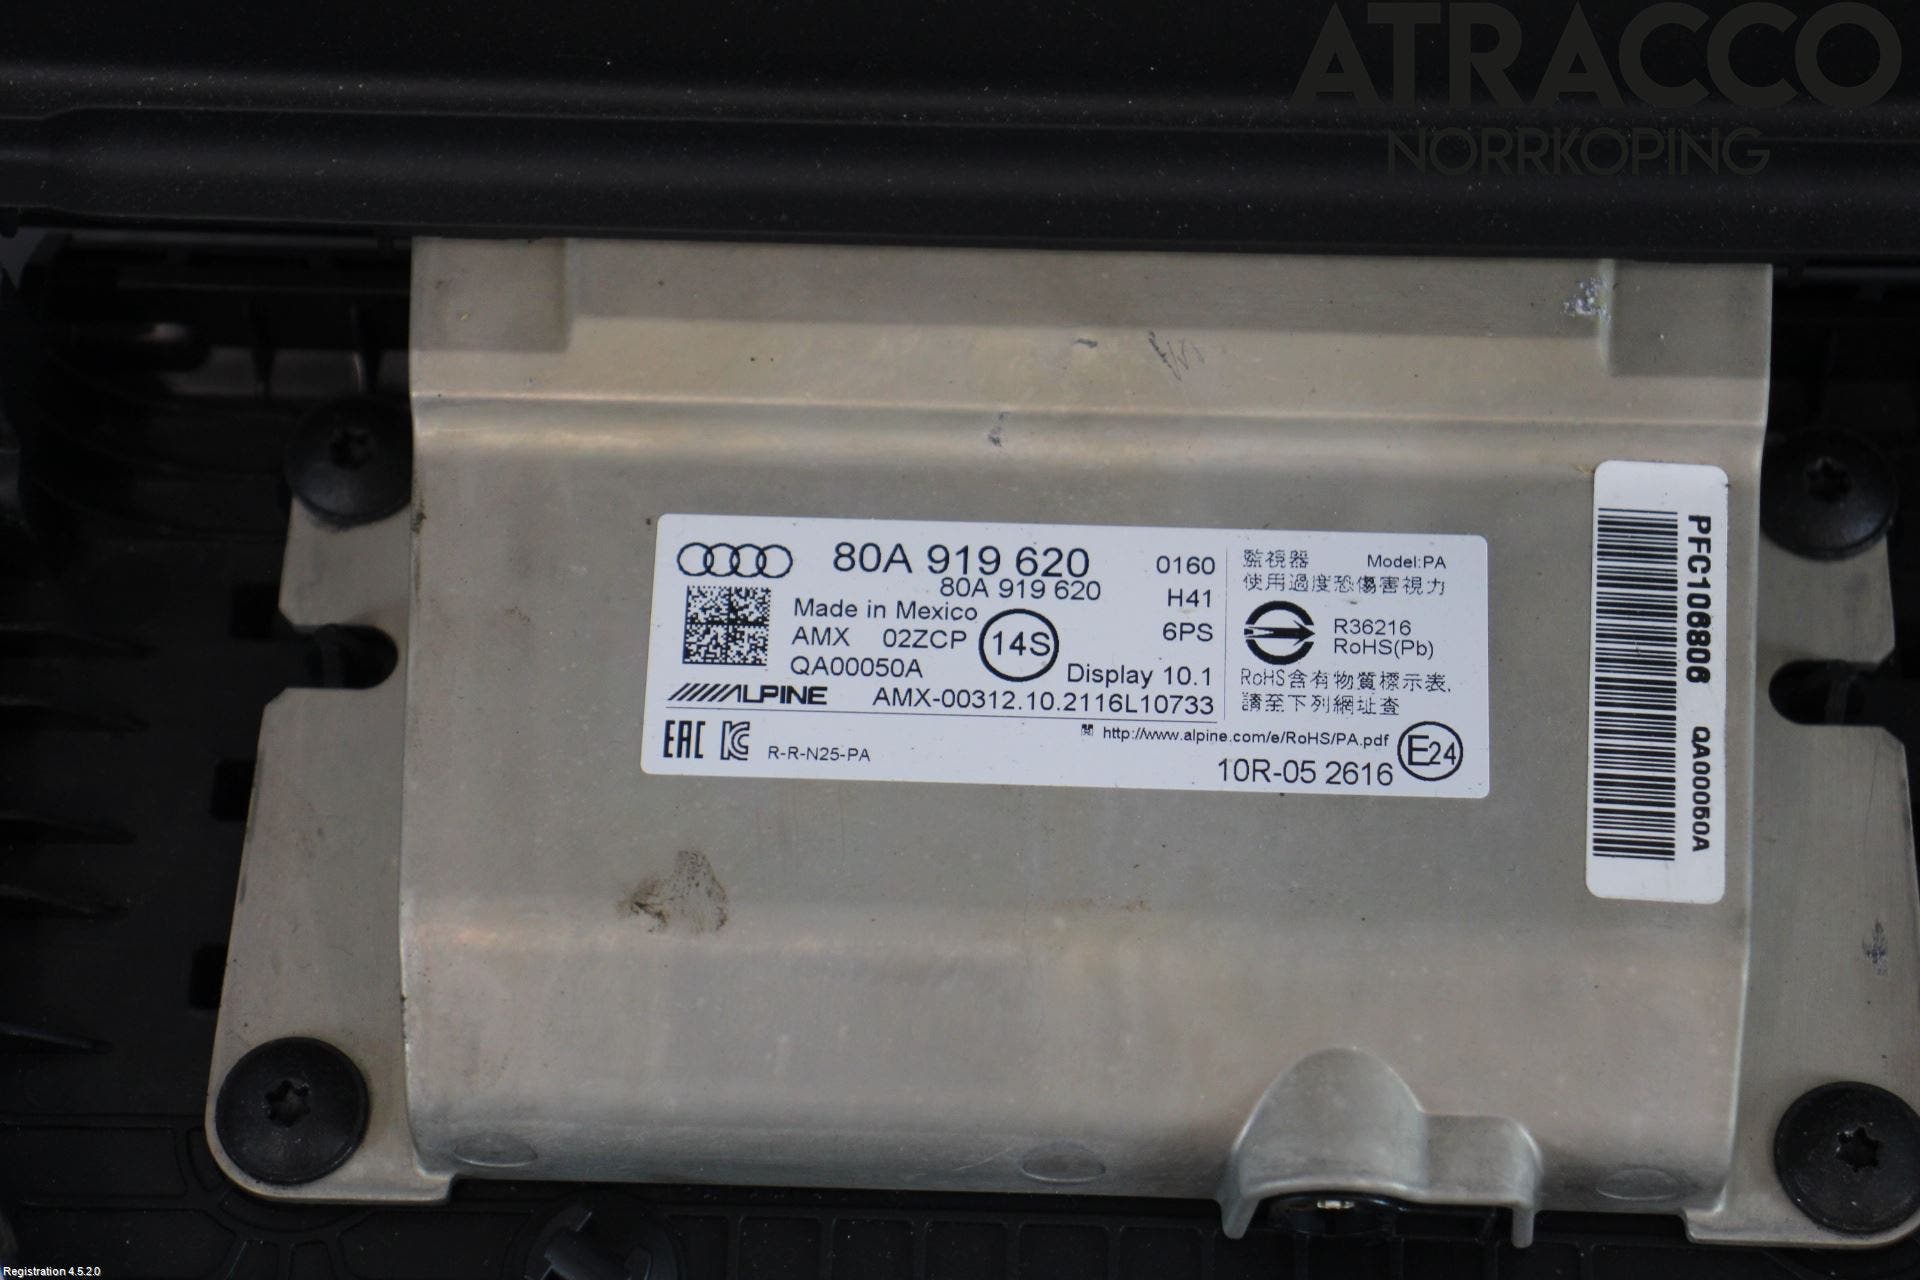 ATRACCO
NORRKOPING
80A 919 620
80A 919 620
0160
H41
6PS
Made in Mexico
AMX 02ZCP
14S
QA00050A
Display 10.1
ALPINE
AMX-00312.10.2116L10733
監視器 Model:PA
使用過度恐傷害視力
R36216
RoHS(Pb)
RoHS含有物質標示表,
請至下列網址查
閱 http://www.alpine.com/e/RoHS/PA.pdf
EAC
R-R-N25-PA
10R-05 2616
E24
PFC106808 QA00050A
Registration 4.5.2.0